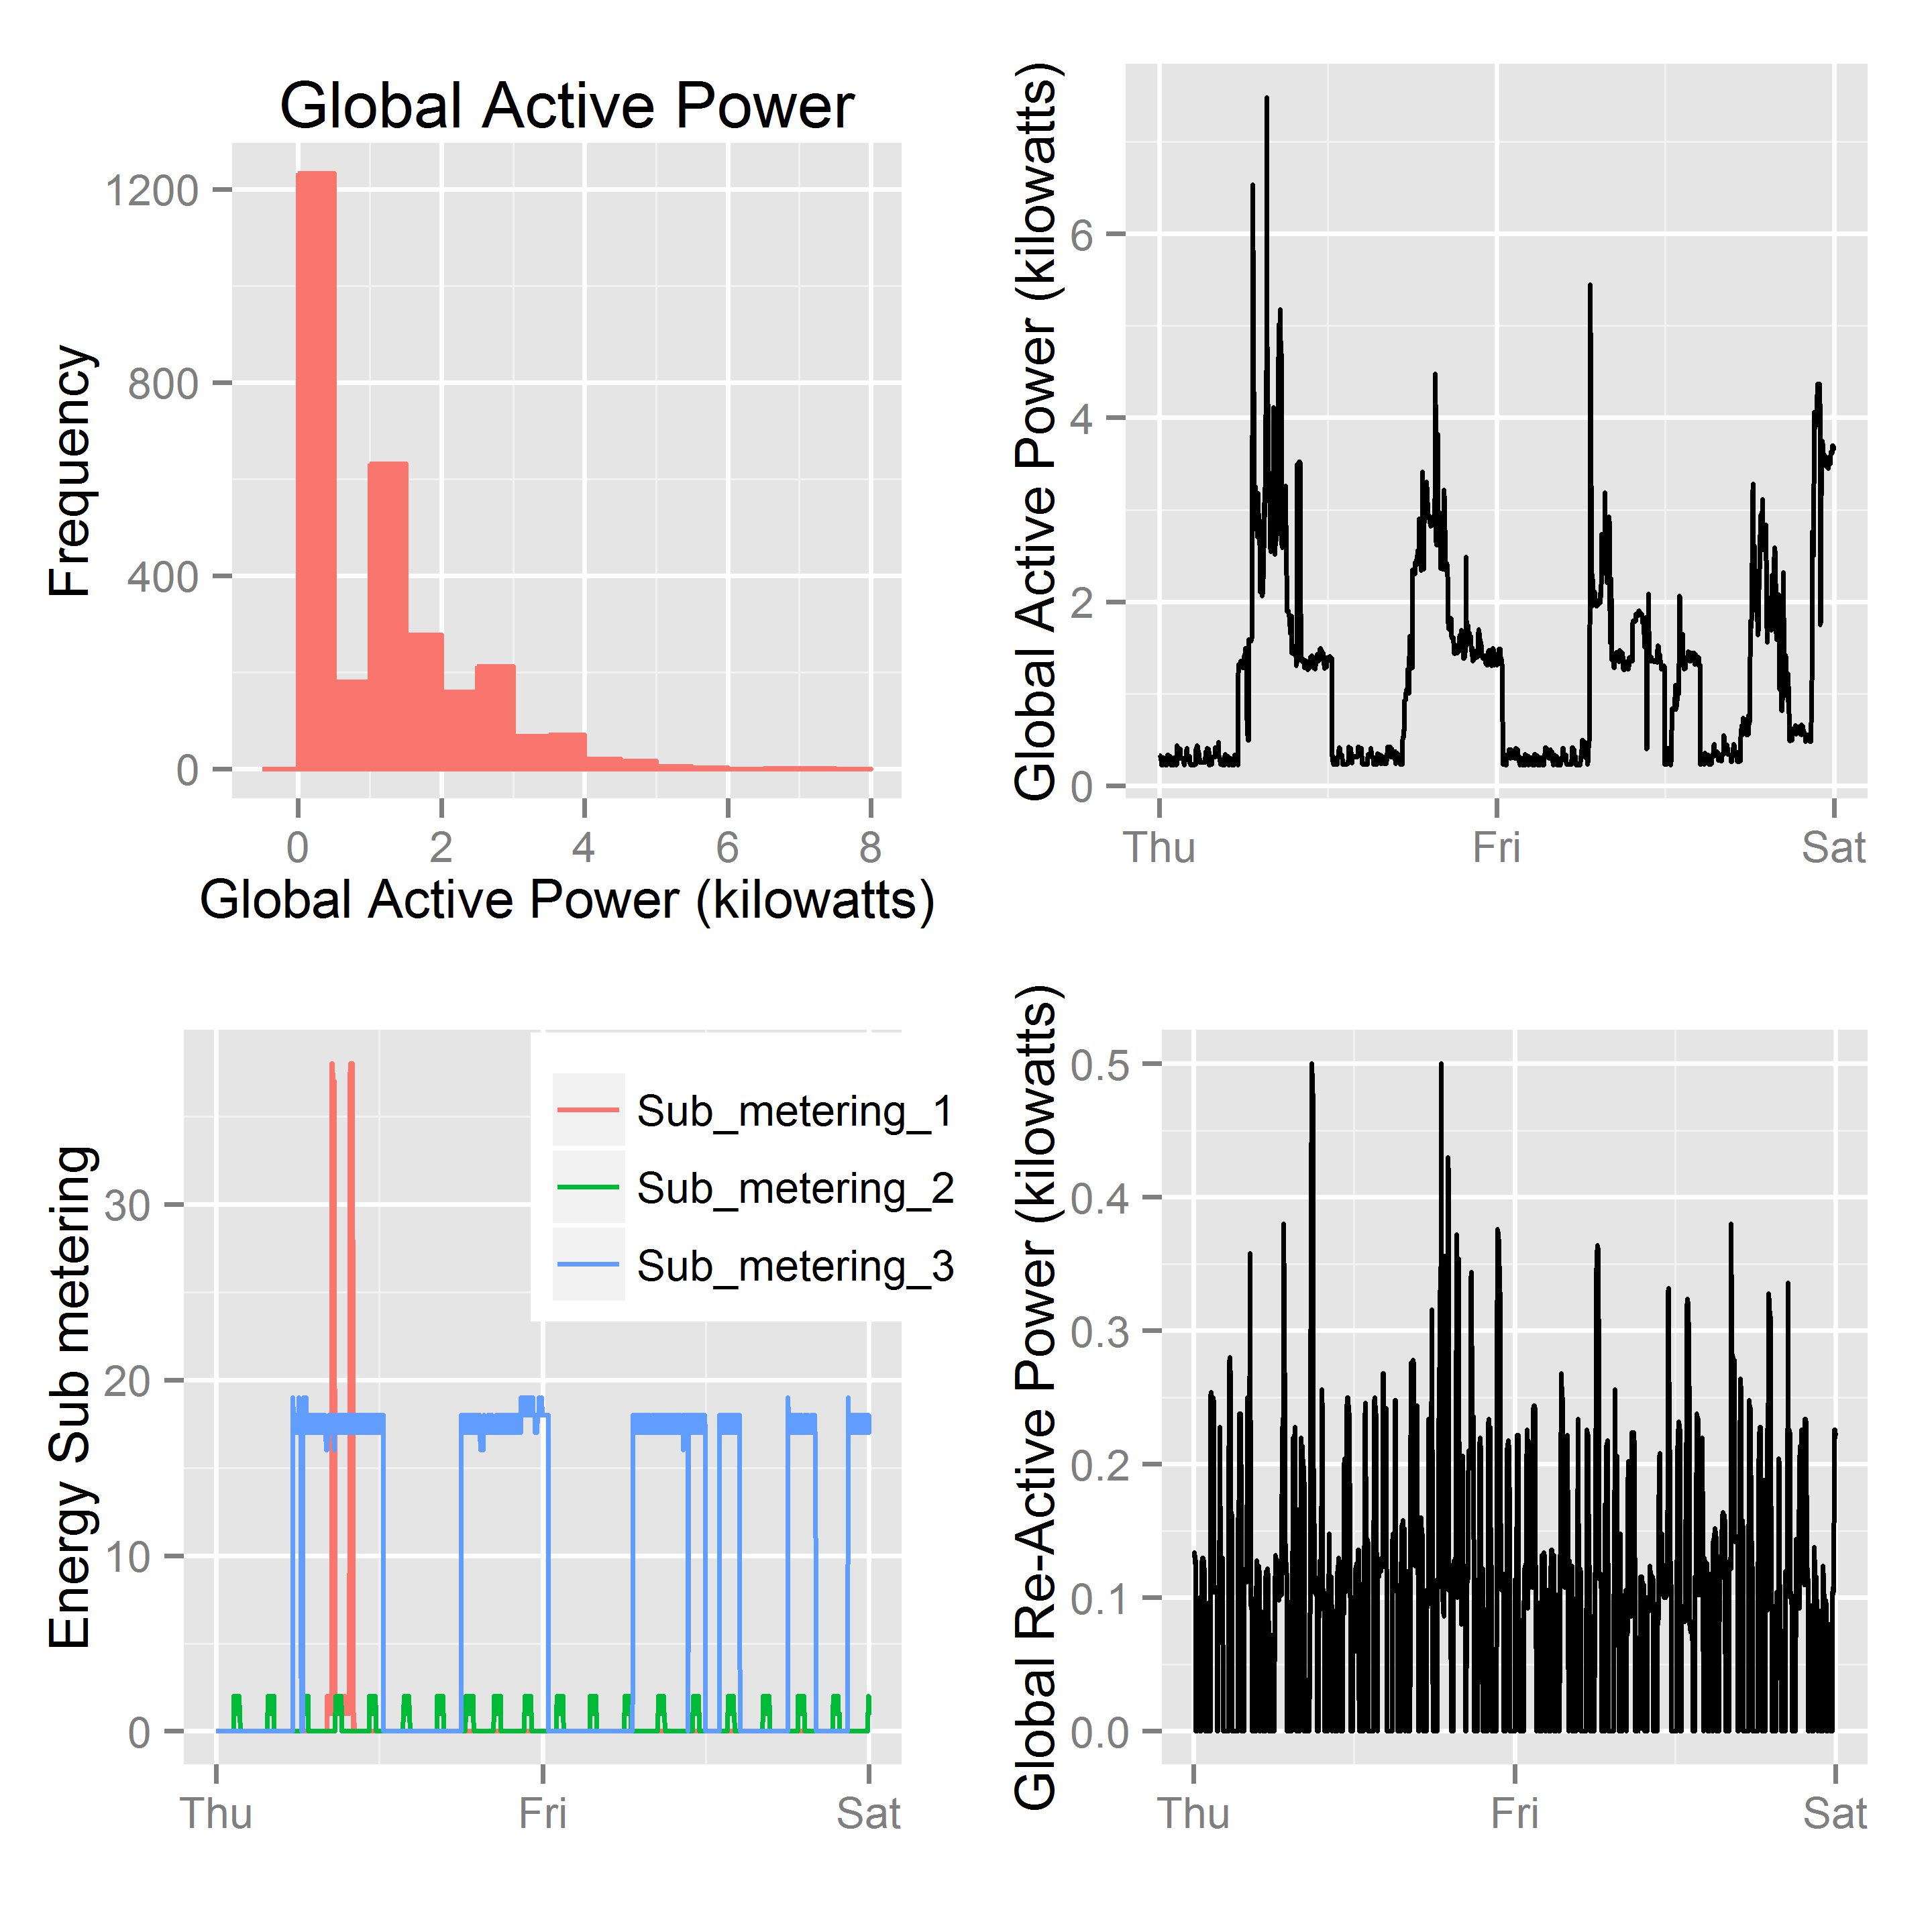 Global Active Power
Frequency
1200
800
400
0
0 2 4 6 8
Global Active Power (kilowatts)
Global Active Power (kilowatts)
6
4
2
0
Thu Fri Sat
Energy Sub metering
30
20
10
0
Sub_metering_1
Sub_metering_2
Sub_metering_3
Thu Fri Sat
Global Re-Active Power (kilowatts)
0.5
0.4
0.3
0.2
0.1
0.0
Thu Fri Sat